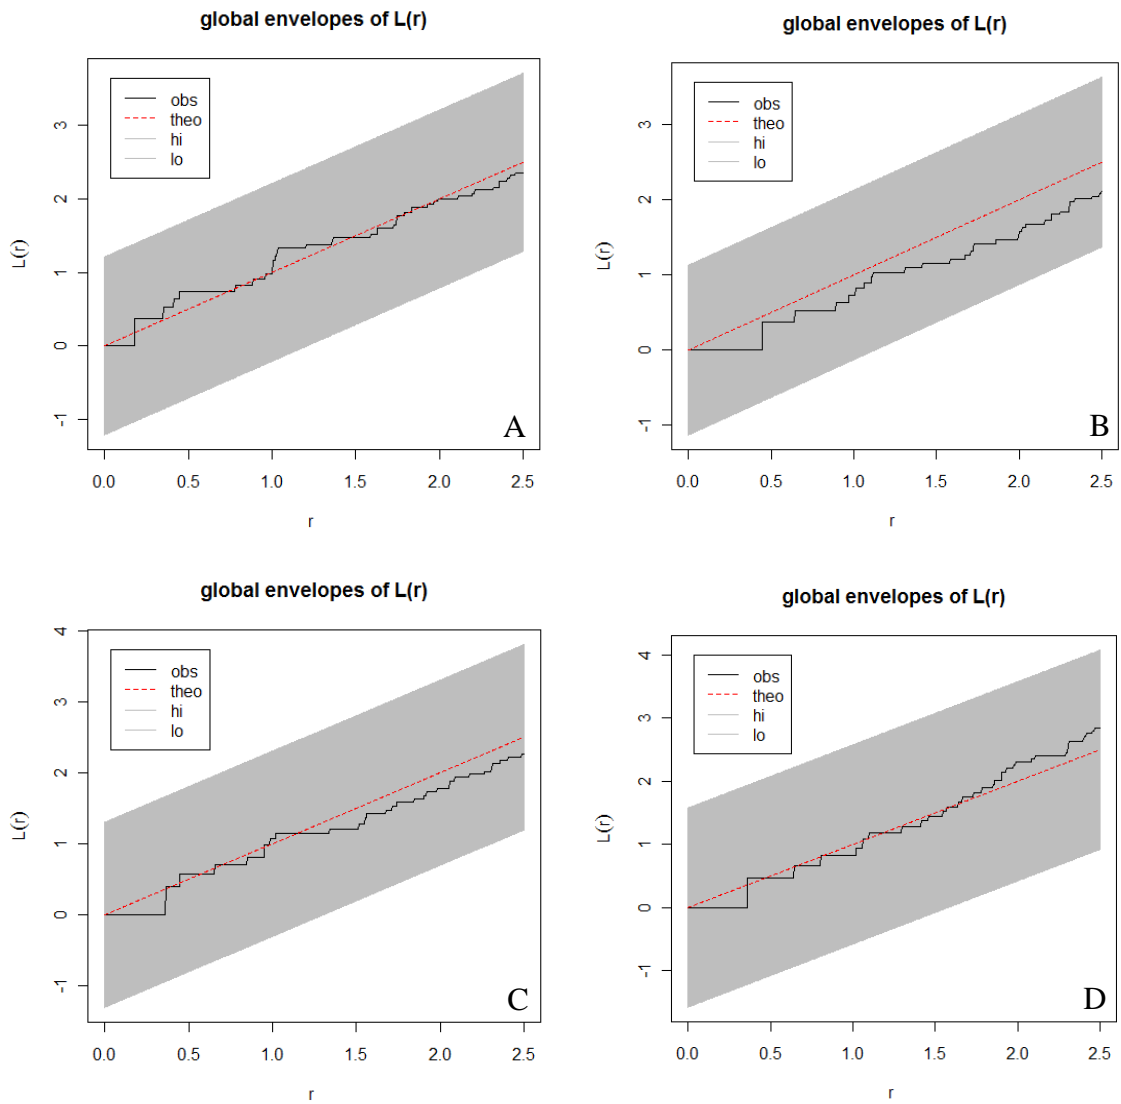 global envelopes of L(r)
obs
theo
hi
lo
L(r)
3
2
1
0
-1
A
0.0 0.5 1.0 1.5 2.0 2.5
r
global envelopes of L(r)
obs
theo
hi
lo
L(r)
3
2
1
0
-1
B
0.0 0.5 1.0 1.5 2.0 2.5
r
global envelopes of L(r)
obs
theo
hi
lo
L(r)
4
3
2
1
0
-1
C
0.0 0.5 1.0 1.5 2.0 2.5
r
global envelopes of L(r)
obs
theo
hi
lo
L(r)
4
3
2
1
0
-1
D
0.0 0.5 1.0 1.5 2.0 2.5
r